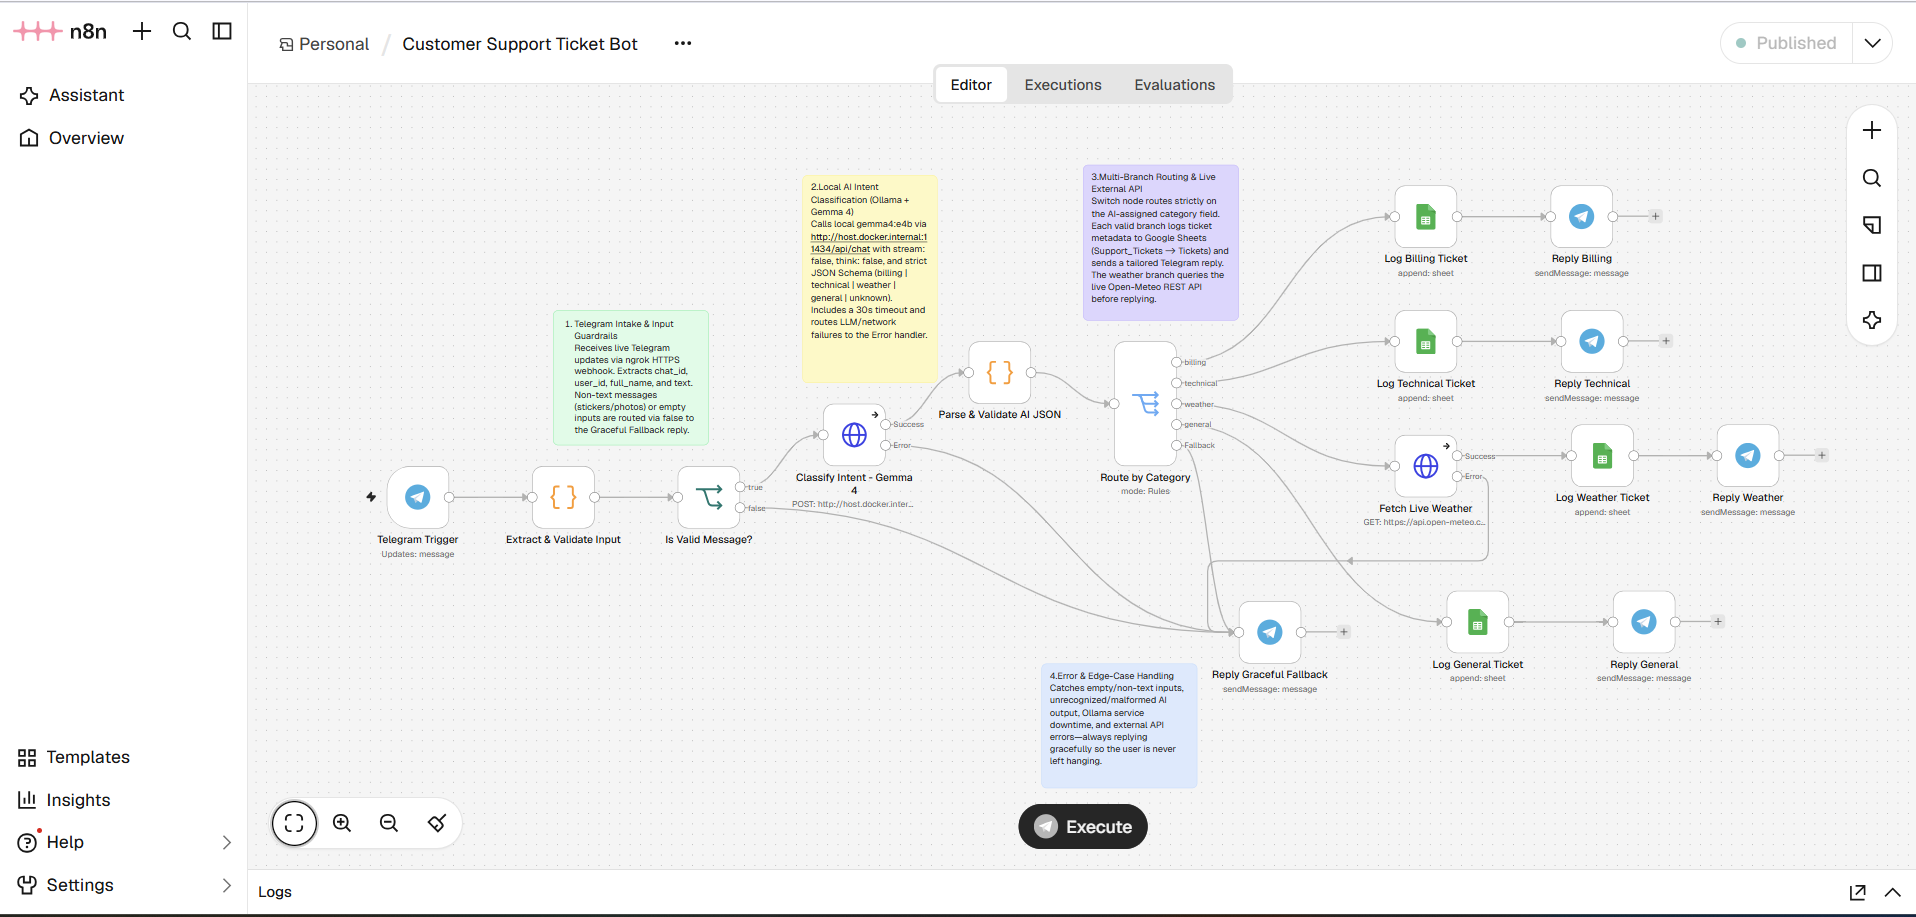 n8n
Personal / Customer Support Ticket Bot
Published
Editor
Executions
Evaluations
Assistant
Overview
Templates
Insights
Help
Settings
1. Telegram Intake & Input
Guardrails
Receives live Telegram
updates via ngrok HTTPS
webhook. Extracts chat_id,
user_id, full_name, and text.
Non-text messages
(stickers/photos) or empty
inputs are routed via false to
the Graceful Fallback reply.
2.Local AI Intent
Classification (Ollama +
Gemma 4)
Calls local gemma4:e4b via
http://host.docker.internal:1
1434/api/chat with stream:
false, think: false, and strict
JSON Schema (billing |
technical | weather |
general | unknown).
Includes a 30s timeout and
routes LLM/network
failures to the Error handler.
3.Multi-Branch Routing & Live
External API
Switch node routes strictly on
the AI-assigned category field.
Each valid branch logs ticket
metadata to Google Sheets
(Support_Tickets → Tickets) and
sends a tailored Telegram reply.
The weather branch queries the
live Open-Meteo REST API
before replying.
4.Error & Edge-Case Handling
Catches empty/non-text inputs,
unrecognized/malformed AI
output, Ollama service
downtime, and external API
errors—always replying
gracefully so the user is never
left hanging.
Telegram Trigger
Updates: message
Extract & Validate Input
Is Valid Message?
true
false
Classify Intent - Gemma
4
POST: http://host.docker.inter...
Success
Error
Parse & Validate AI JSON
Route by Category
mode: Rules
billing
technical
weather
general
Fallback
Log Billing Ticket
append: sheet
Reply Billing
sendMessage: message
Log Technical Ticket
append: sheet
Reply Technical
sendMessage: message
Fetch Live Weather
GET: https://api.open-meteo.c...
Success
Error
Log Weather Ticket
append: sheet
Reply Weather
sendMessage: message
Log General Ticket
append: sheet
Reply General
sendMessage: message
Reply Graceful Fallback
sendMessage: message
Execute
Logs